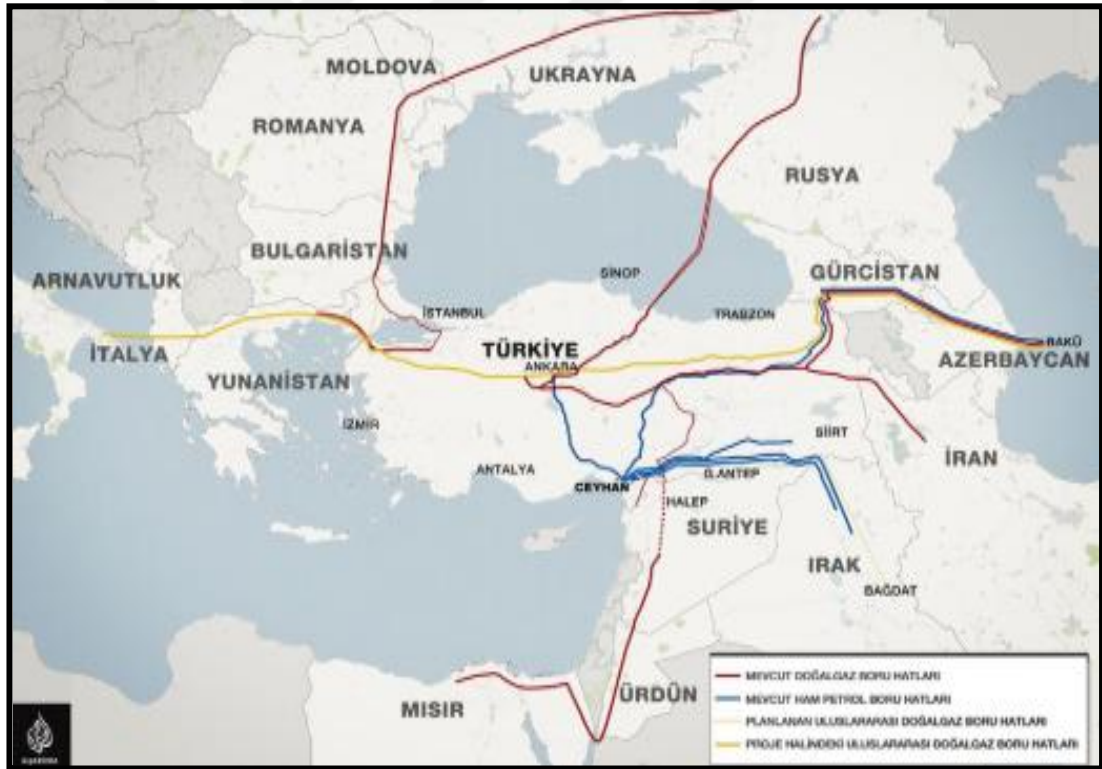 MOLDOVA
UKRAYNA
ROMANYA
RUSYA
BULGARİSTAN
ARNAVUTLUK
SİNOP
GÜRCİSTAN
İSTANBUL
TRABZON
TÜRKİYE
BAKÜ
İTALYA
ANKARA
AZERBAYCAN
YUNANİSTAN
İZMİR
SİİRT
İRAN
ANTALYA
G.ANTEP
CEYHAN
HALEP
SURİYE
IRAK
BAĞDAT
MISIR
ÜRDÜN
MEVCUT DOĞALGAZ BORU HATLARI
MEVCUT HAM PETROL BORU HATLARI
PLANLANAN ULUSLARARASI DOĞALGAZ BORU HATLARI
PROJE HALİNDEKİ ULUSLARARASI DOĞALGAZ BORU HATLARI